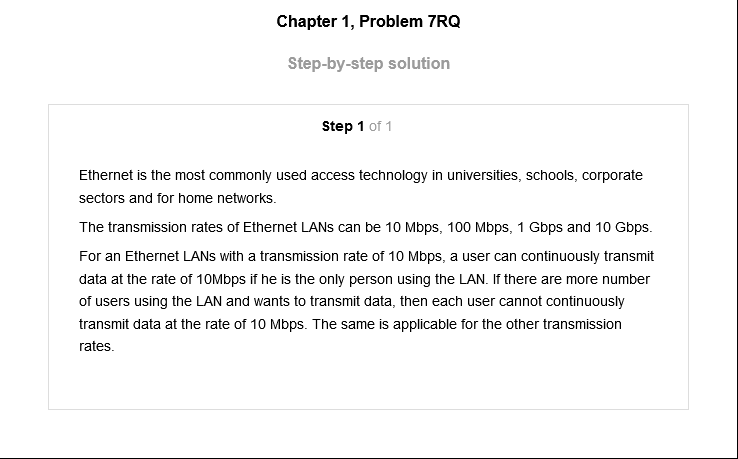 Chapter 1, Problem 7RQ
Step-by-step solution
Step 1 of 1
Ethernet is the most commonly used access technology in universities, schools, corporate
sectors and for home networks.
The transmission rates of Ethernet LANs can be 10 Mbps, 100 Mbps, 1 Gbps and 10 Gbps.
For an Ethernet LANs with a transmission rate of 10 Mbps, a user can continuously transmit
data at the rate of 10Mbps if he is the only person using the LAN. If there are more number
of users using the LAN and wants to transmit data, then each user cannot continuously
transmit data at the rate of 10 Mbps. The same is applicable for the other transmission
rates.